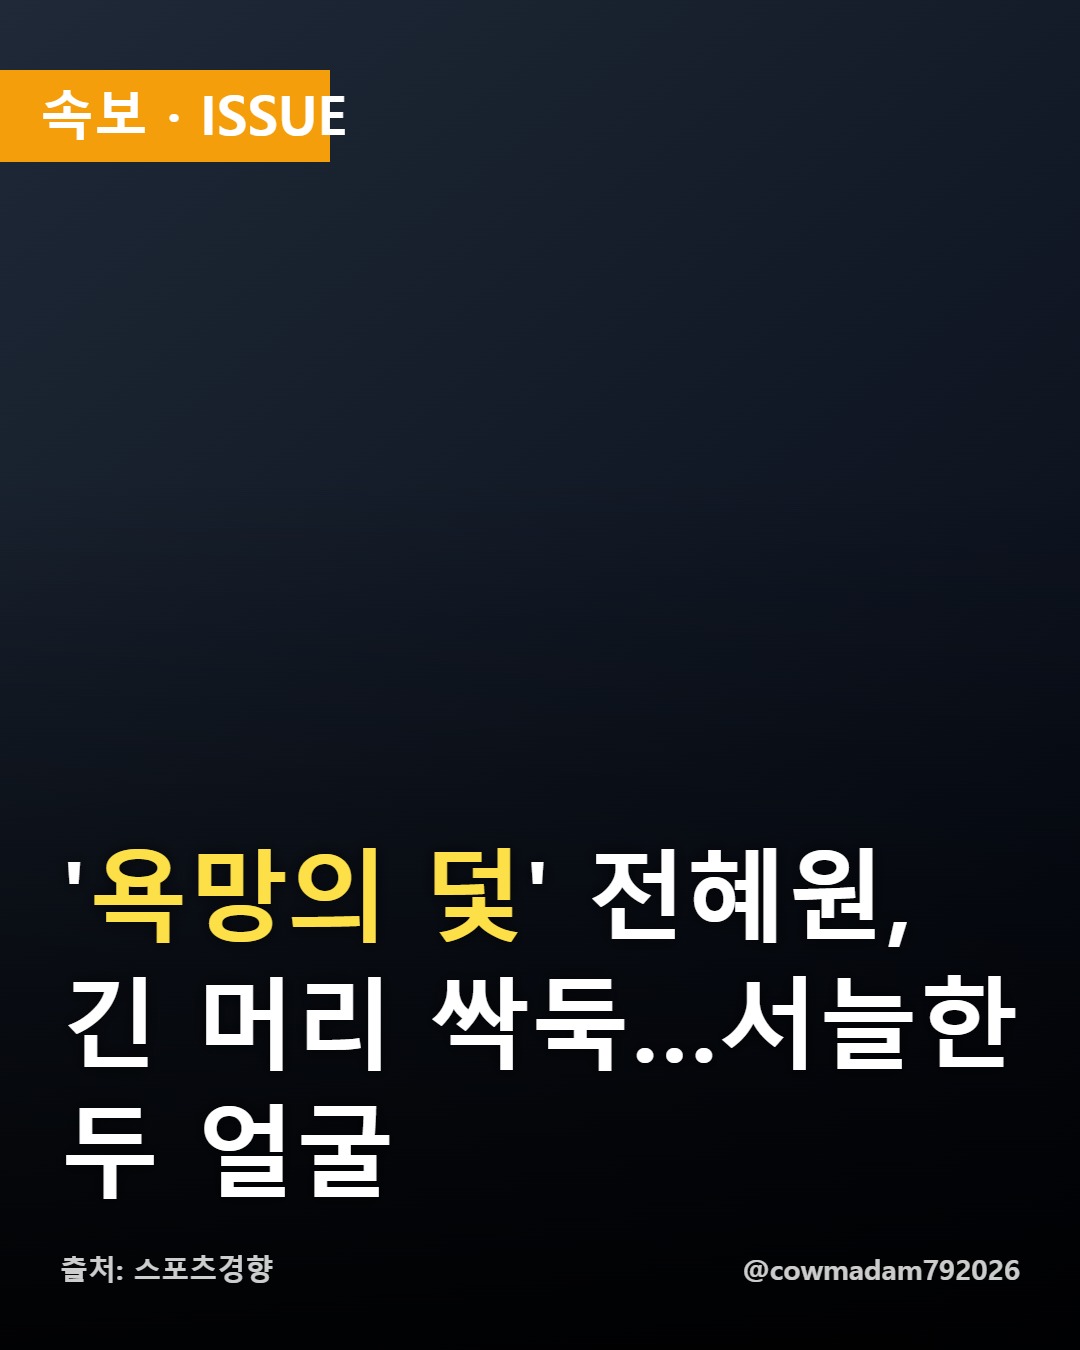 속보 · ISSUE
'욕망의 덫' 전혜원,
긴 머리 싹둑...서늘한
두 얼굴
출처: 스포츠경향
@cowmadam792026